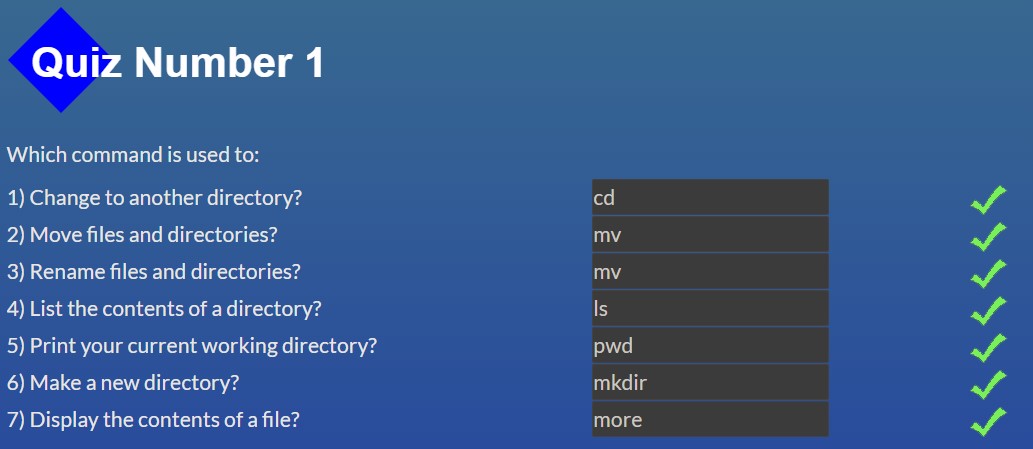 Quiz Number 1
Which command is used to:
1) Change to another directory? cd
2) Move files and directories? mv
3) Rename files and directories? mv
4) List the contents of a directory? ls
5) Print your current working directory? pwd
6) Make a new directory? mkdir
7) Display the contents of a file? more